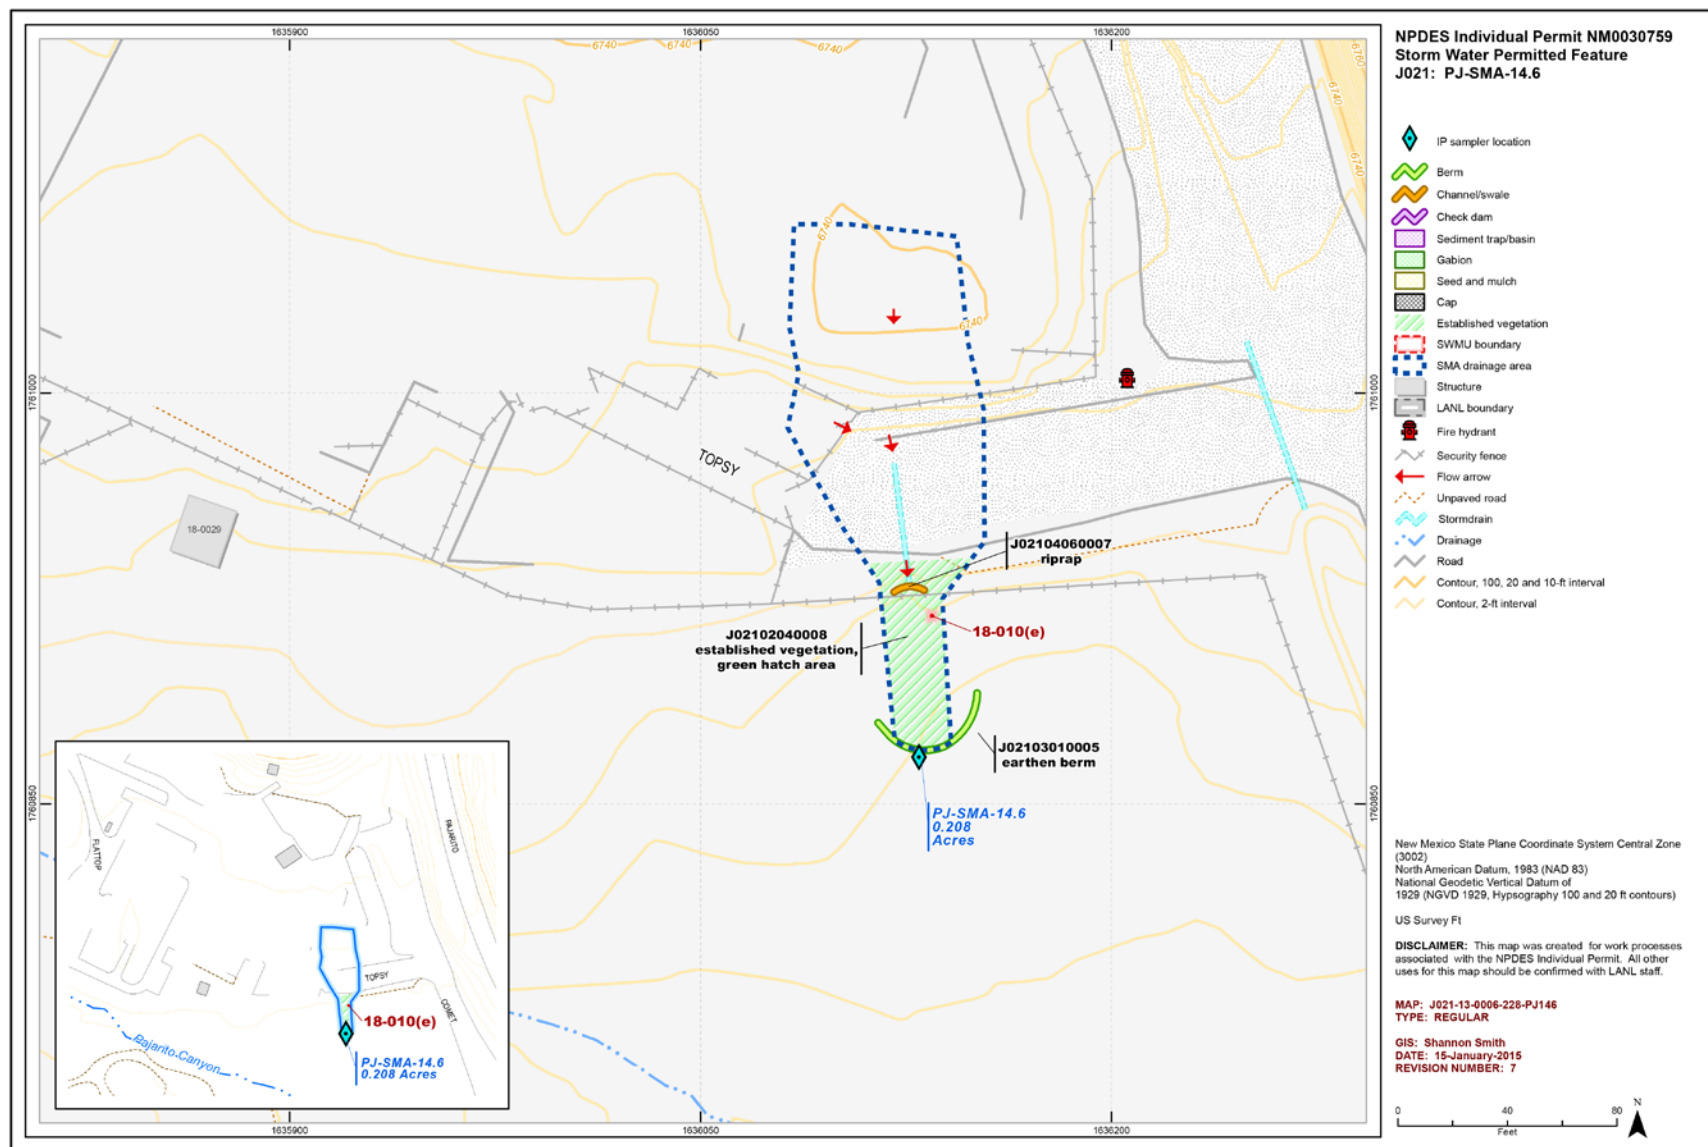 1635900
1636050
1636200
6740
6740
6740
6760
6740
6740
6740
6740
1761000
1761000
TOPSY
18-0029
J02104060007
riprap
18-010(e)
J02102040008
established vegetation,
green hatch area
J02103010005
earthen berm
PJ-SMA-14.6
0.208
Acres
1760850
1760850
FLATTOP
PAJARITO
TOPSY
COMET
18-010(e)
Pajarito Canyon
PJ-SMA-14.6
0.208 Acres
1635900
1636050
1636200
NPDES Individual Permit NM0030759
Storm Water Permitted Feature
J021: PJ-SMA-14.6
IP sampler location
Berm
Channel/swale
Check dam
Sediment trap/basin
Gabion
Seed and mulch
Cap
Established vegetation
SWMU boundary
SMA drainage area
Structure
LANL boundary
Fire hydrant
Security fence
Flow arrow
Unpaved road
Stormdrain
Drainage
Road
Contour, 100, 20 and 10-ft interval
Contour, 2-ft interval
New Mexico State Plane Coordinate System Central Zone
(3002)
North American Datum, 1983 (NAD 83)
National Geodetic Vertical Datum of
1929 (NGVD 1929, Hypsography 100 and 20 ft contours)
US Survey Ft
DISCLAIMER: This map was created for work processes
associated with the NPDES Individual Permit. All other
uses for this map should be confirmed with LANL staff.
MAP: J021-13-0006-228-PJ146
TYPE: REGULAR
GIS: Shannon Smith
DATE: 15-January-2015
REVISION NUMBER: 7
0 40 80
Feet
N